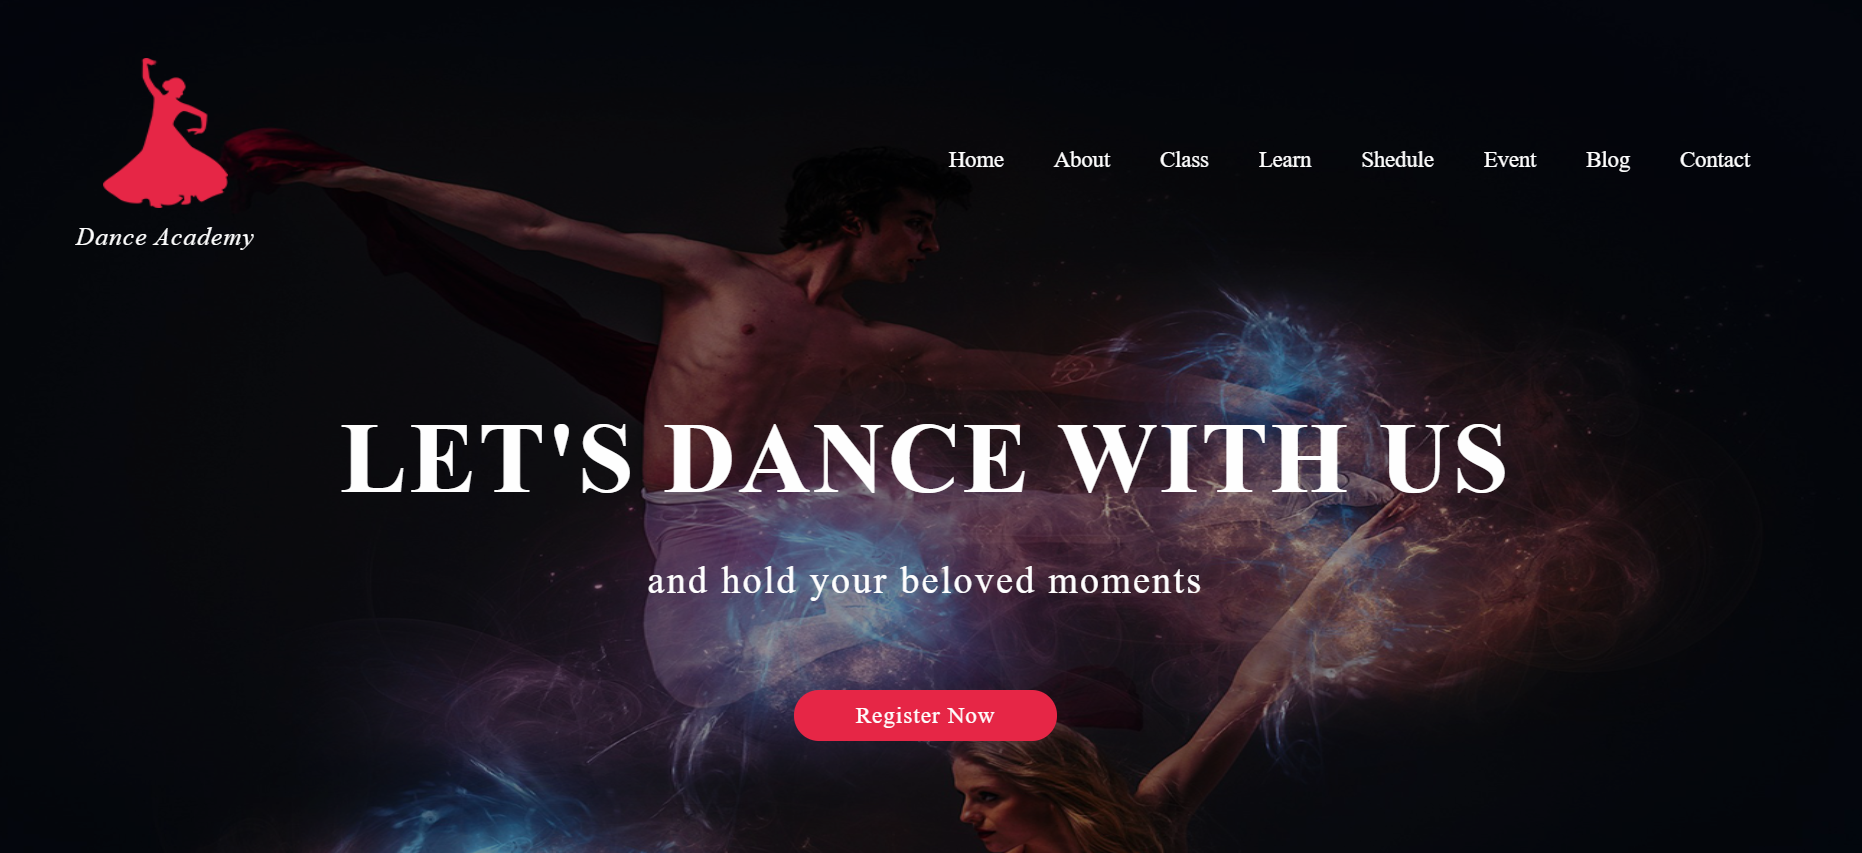 Dance Academy
Home About Class Learn Shedule Event Blog Contact
LET'S DANCE WITH US
and hold your beloved moments
Register Now